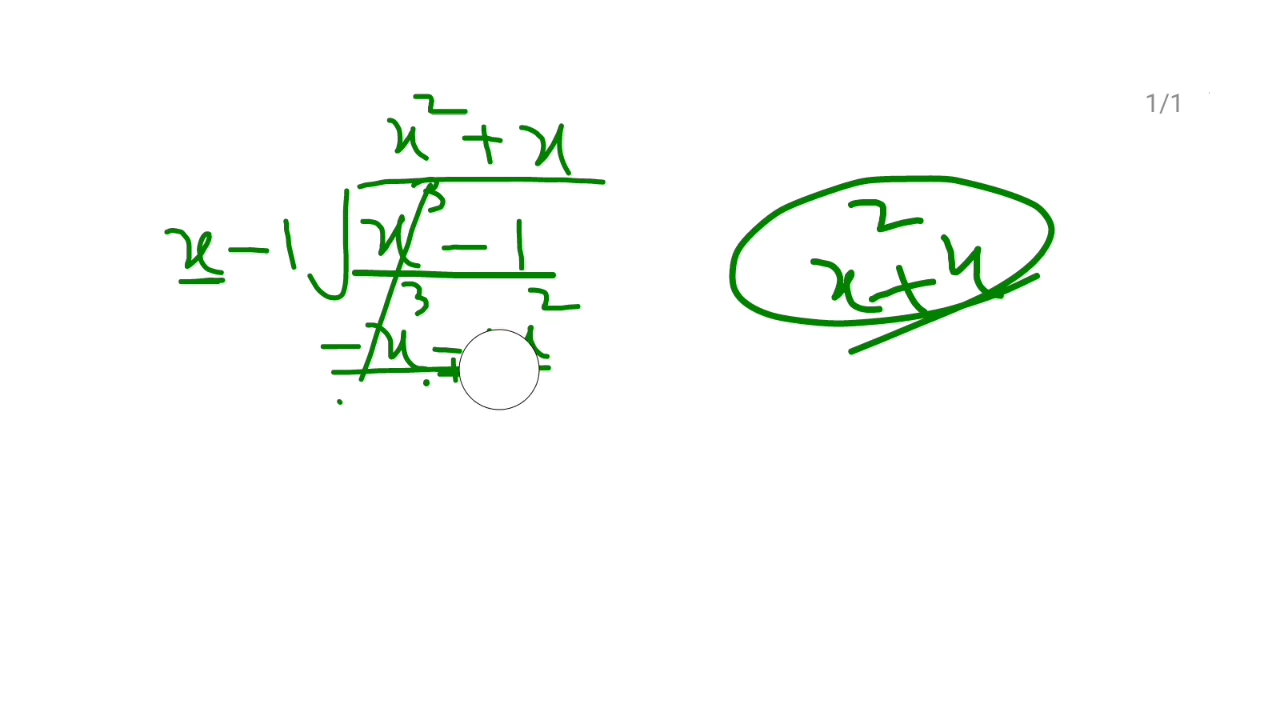 1/1
x² + x
x - 1 √ x³ - 1
- x³ - x²
+
x² + x